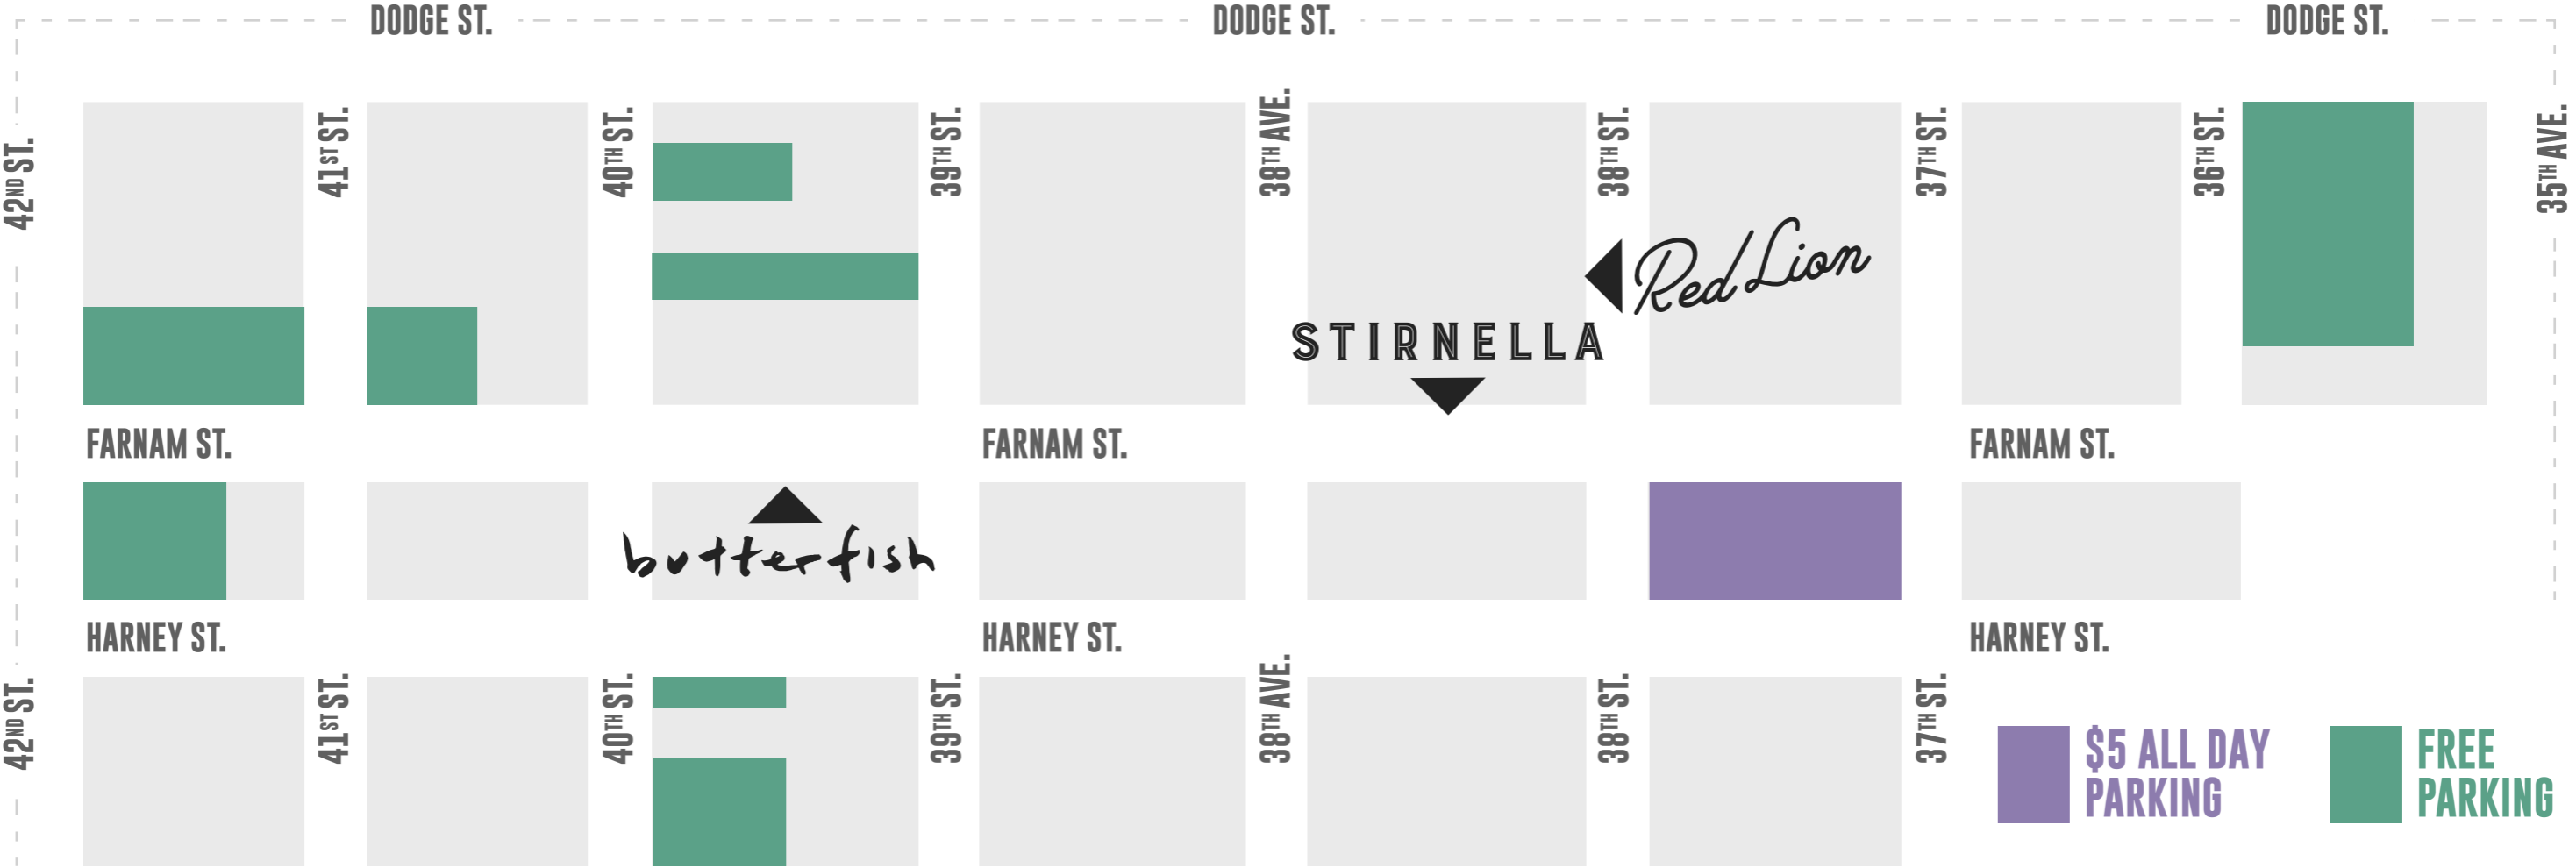 DODGE ST.
DODGE ST.
DODGE ST.
42ND ST.
41ST ST.
40TH ST.
39TH ST.
38TH AVE.
38TH ST.
37TH ST.
36TH ST.
35TH AVE.
Red Lion
STIRNELLA
FARNAM ST.
FARNAM ST.
FARNAM ST.
butterfish
HARNEY ST.
HARNEY ST.
HARNEY ST.
42ND ST.
41ST ST.
40TH ST.
39TH ST.
38TH AVE.
38TH ST.
37TH ST.
$5 ALL DAY
PARKING
FREE
PARKING